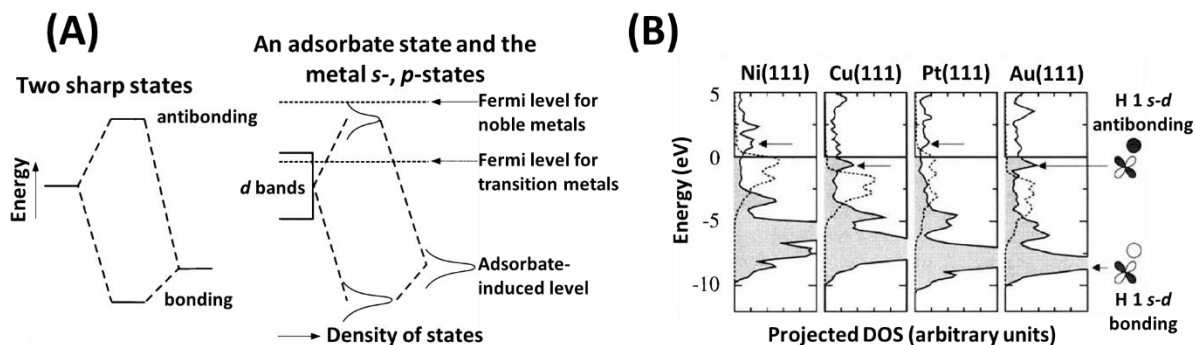 (A)
Two sharp states
antibonding
bonding
Energy
An adsorbate state and the
metal s-, p-states
Fermi level for
noble metals
Fermi level for
transition metals
d bands
Adsorbate-
induced level
Density of states
(B)
Ni(111) Cu(111) Pt(111) Au(111)
Energy (eV)
5
0
-5
-10
H 1 s-d
antibonding
H 1 s-d
bonding
Projected DOS (arbitrary units)